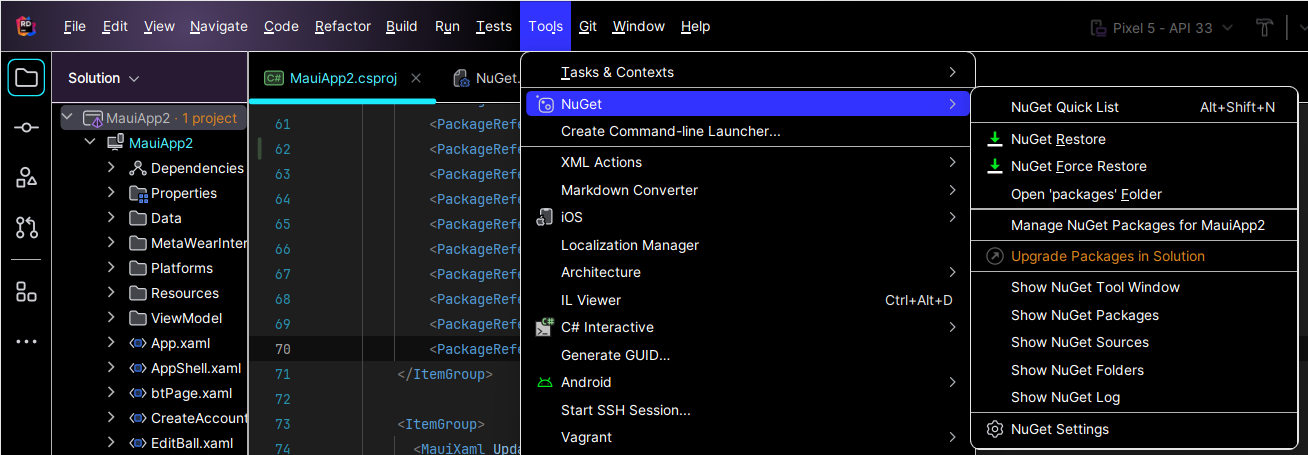 RD File Edit View Navigate Code Refactor Build Run Tests Tools Git Window Help Pixel 5 - API 33
Solution
C# MauiApp2.csproj
NuGet.
MauiApp2 · 1 project
MauiApp2
Dependencies
Properties
Data
MetaWearInter
Platforms
Resources
ViewModel
App.xaml
AppShell.xaml
btPage.xaml
CreateAccount
EditBall.xaml
61 <PackageRefe
62 <PackageRefe
63 <PackageRefe
64 <PackageRefe
65 <PackageRefe
66 <PackageRefe
67 <PackageRefe
68 <PackageRefe
69 <PackageRefe
70 <PackageRefe
71 </ItemGroup>
72
73 <ItemGroup>
74 <MauiXaml Upda
Tasks & Contexts
NuGet
Create Command-line Launcher...
XML Actions
Markdown Converter
iOS
Localization Manager
Architecture
IL Viewer Ctrl+Alt+D
C# Interactive
Generate GUID...
Android
Start SSH Session...
Vagrant
NuGet Quick List Alt+Shift+N
NuGet Restore
NuGet Force Restore
Open 'packages' Folder
Manage NuGet Packages for MauiApp2
Upgrade Packages in Solution
Show NuGet Tool Window
Show NuGet Packages
Show NuGet Sources
Show NuGet Folders
Show NuGet Log
NuGet Settings